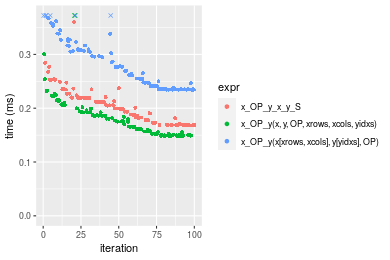 expr
x_OP_y_x_y_S
x_OP_y(x, y, OP, xrows, xcols, yidxs)
x_OP_y(x[xrows, xcols], y[yidxs], OP)
time (ms)
0.3
0.2
0.1
0.0
0 25 50 75 100
iteration